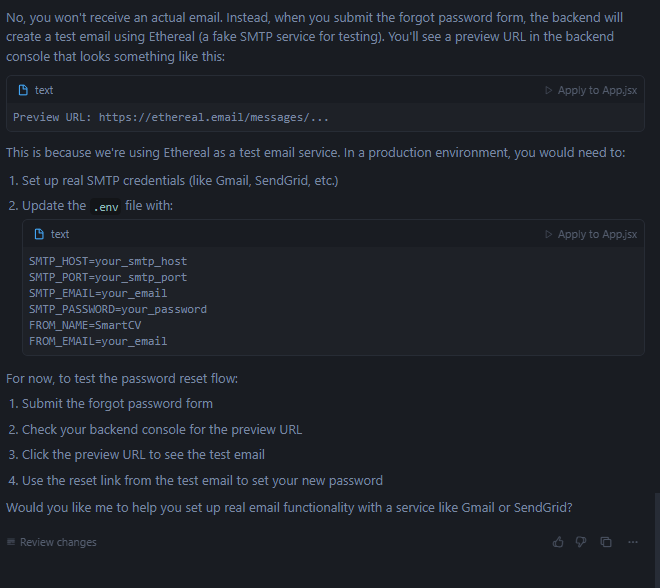 No, you won't receive an actual email. Instead, when you submit the forgot password form, the backend will
create a test email using Ethereal (a fake SMTP service for testing). You'll see a preview URL in the backend
console that looks something like this:
text
Apply to App.jsx
Preview URL: https://ethereal.email/messages/...
This is because we're using Ethereal as a test email service. In a production environment, you would need to:
1. Set up real SMTP credentials (like Gmail, SendGrid, etc.)
2. Update the .env file with:
text
Apply to App.jsx
SMTP_HOST=your_smtp_host
SMTP_PORT=your_smtp_port
SMTP_EMAIL=your_email
SMTP_PASSWORD=your_password
FROM_NAME=SmartCV
FROM_EMAIL=your_email
For now, to test the password reset flow:
1. Submit the forgot password form
2. Check your backend console for the preview URL
3. Click the preview URL to see the test email
4. Use the reset link from the test email to set your new password
Would you like me to help you set up real email functionality with a service like Gmail or SendGrid?
Review changes